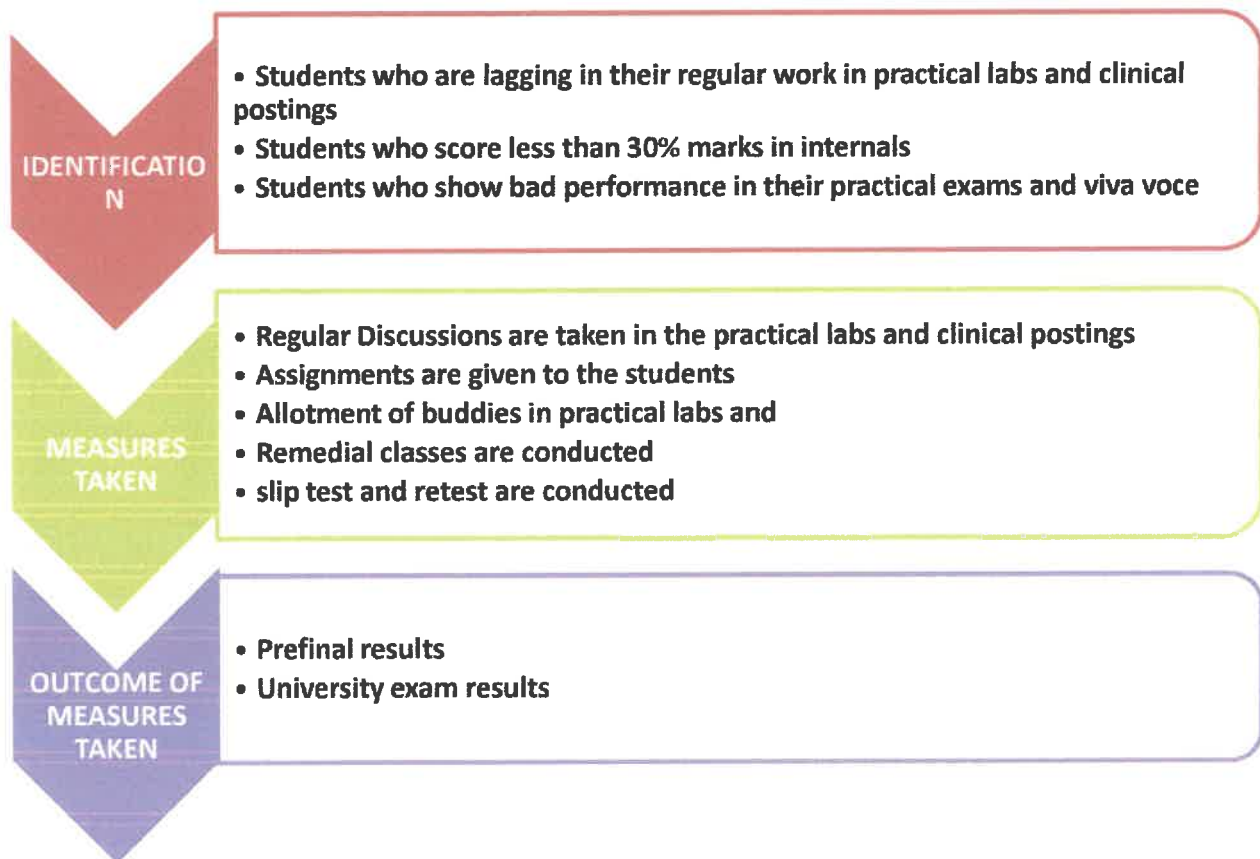 • Students who are lagging in their regular work in practical labs and clinical
postings
• Students who score less than 30% marks in internals
• Students who show bad performance in their practical exams and viva voce
IDENTIFICATIO
N
• Regular Discussions are taken in the practical labs and clinical postings
• Assignments are given to the students
• Allotment of buddies in practical labs and
• Remedial classes are conducted
• slip test and retest are conducted
MEASURES
TAKEN
• Prefinal results
• University exam results
OUTCOME OF
MEASURES
TAKEN